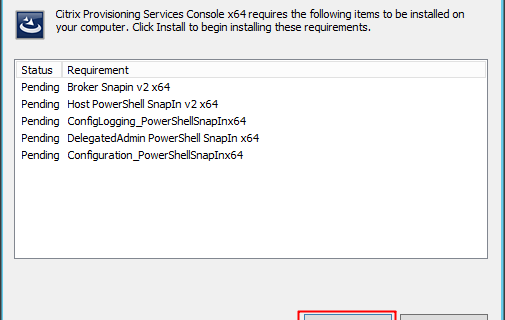 Citrix Provisioning Services Console x64 requires the following items to be installed on
your computer. Click Install to begin installing these requirements.
Status Requirement
Pending Broker Snapin v2 x64
Pending Host PowerShell SnapIn v2 x64
Pending ConfigLogging_PowerShellSnapInx64
Pending DelegatedAdmin PowerShell SnapIn x64
Pending Configuration_PowerShellSnapInx64